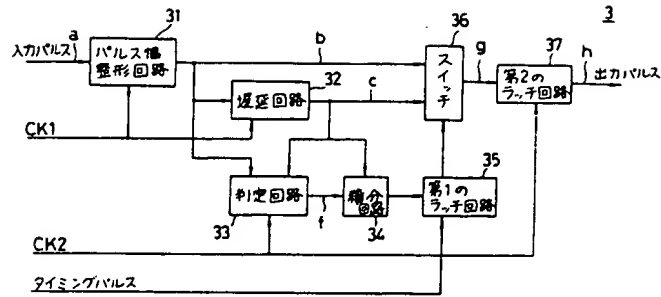 3
31
36
37
入力パルス
a
パルス幅
整形回路
b
スイッチ
g
第2の
ラッチ回路
h
出力パルス
32
遅延回路
c
CK1
35
判定回路
f
積分
回路
第1の
ラッチ回路
33
34
CK2
タイミングパルス